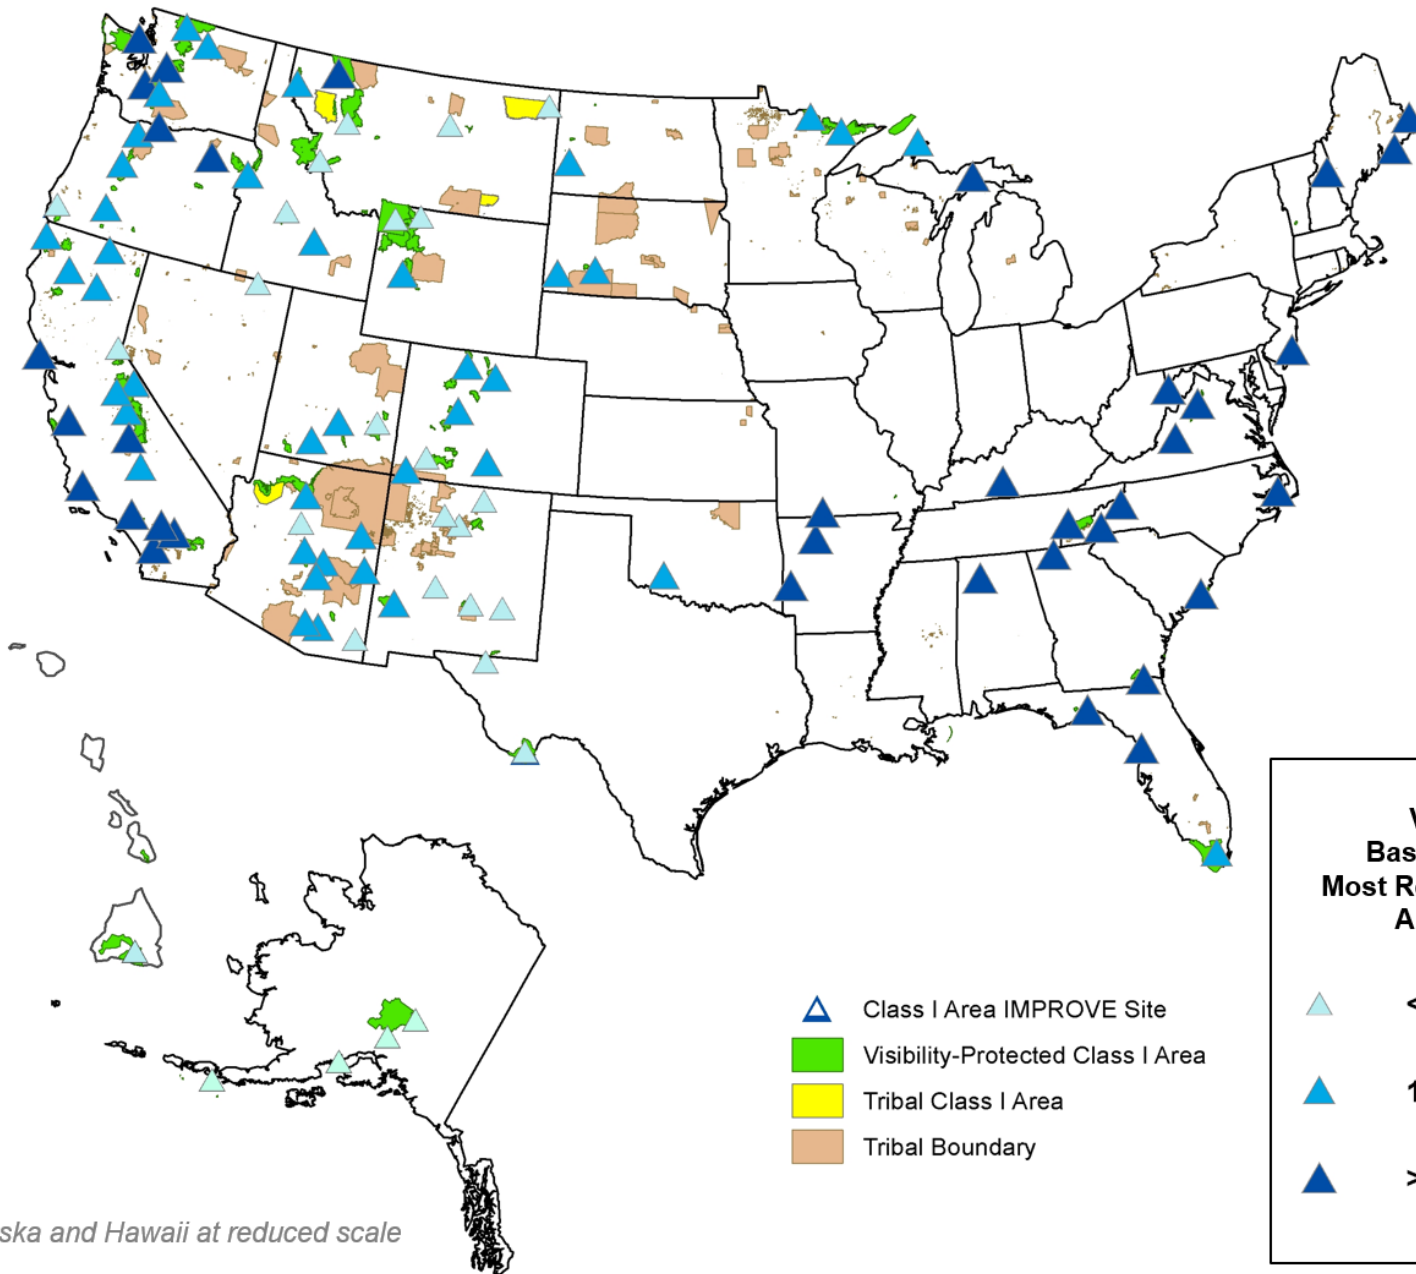 Class I Area IMPROVE Site
Visibility-Protected Class I Area
Tribal Class I Area
Tribal Boundary
Bas
Most R
A
<
1
>
ska and Hawaii at reduced scale